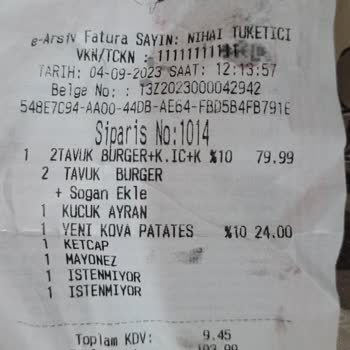 e-Arsiv Fatura SAYIN: NIHAI TUKETICI
VKN/TCKN : 11111111111
TARIH: 04-09-2023 SAAT: 12:13:57
Belge No: : T3Z2023000042942
548E7C94-AA00-44DB-AE64-FBD5B4FB791E
Siparis No:1014
1 2TAVUK BURGER+K.IC+K %10 79.99
2 TAVUK BURGER
+ Sogan Ekle
1 KUCUK AYRAN
1 YENI KOVA PATATES %10 24.00
1 KETCAP
1 MAYONEZ
1 ISTENMIYOR
1 ISTENMIYOR
Toplam KDV: 9.45
103.99